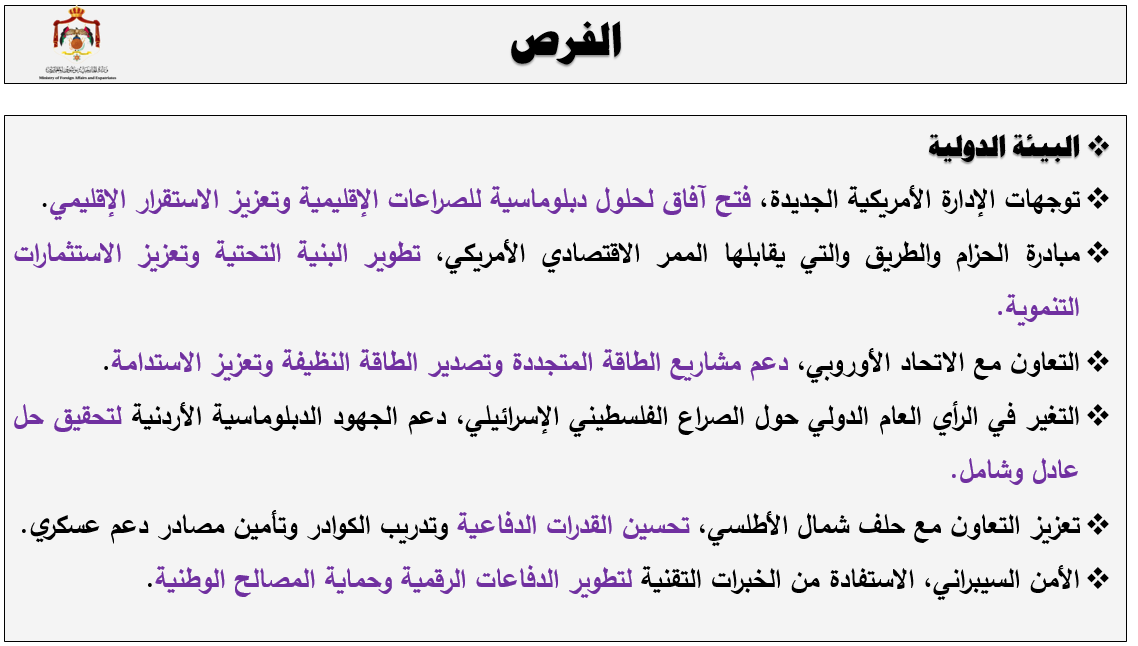 الفرص
وزارة الخارجية وشؤون المغتربين
Ministry of Foreign Affairs and Expatriates
❖ البيئة الدولية
❖ توجهات الإدارة الأمريكية الجديدة، فتح آفاق لحلول دبلوماسية للصراعات الإقليمية وتعزيز الاستقرار الإقليمي.
❖ مبادرة الحزام والطريق والتي يقابلها الممر الاقتصادي الأمريكي، تطوير البنية التحتية وتعزيز الاستثمارات
التنموية.
❖ التعاون مع الاتحاد الأوروبي، دعم مشاريع الطاقة المتجددة وتصدير الطاقة النظيفة وتعزيز الاستدامة.
❖ التغير في الرأي العام الدولي حول الصراع الفلسطيني الإسرائيلي، دعم الجهود الدبلوماسية الأردنية لتحقيق حل
عادل وشامل.
❖ تعزيز التعاون مع حلف شمال الأطلسي، تحسين القدرات الدفاعية وتدريب الكوادر وتأمين مصادر دعم عسكري.
❖ الأمن السيبراني، الاستفادة من الخبرات التقنية لتطوير الدفاعات الرقمية وحماية المصالح الوطنية.